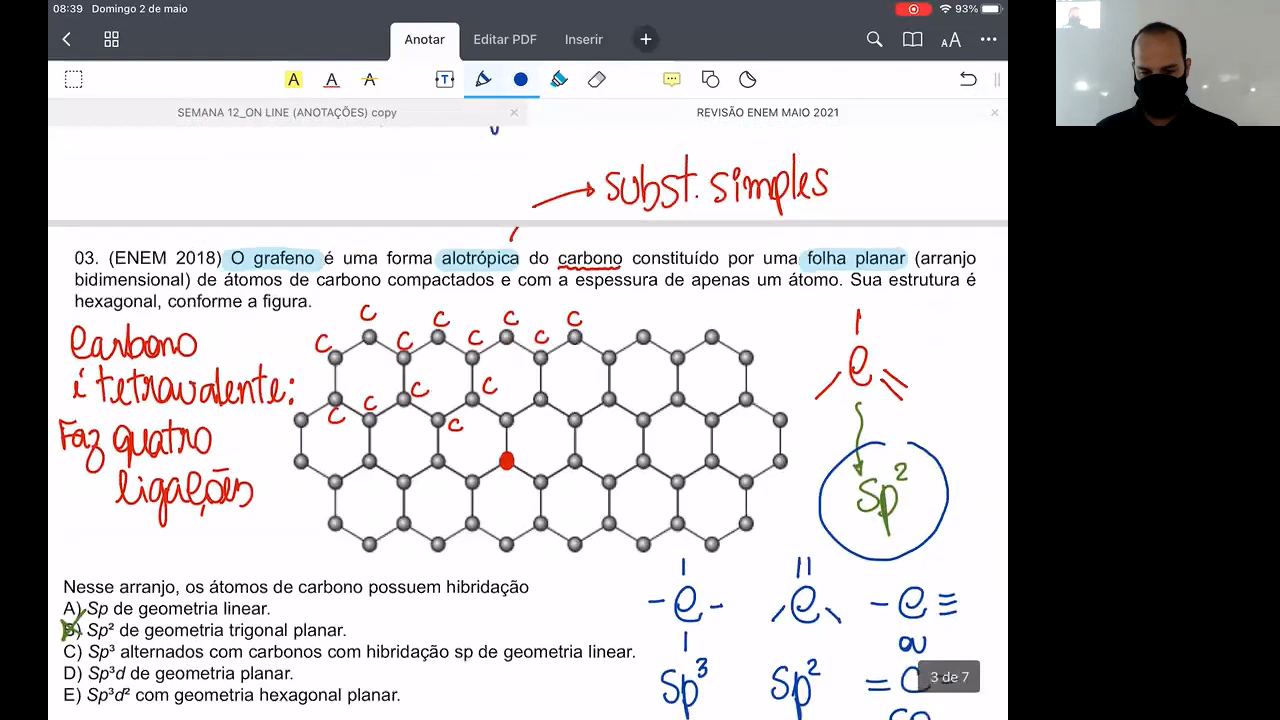 08:39 Domingo 2 de maio
93%
Anotar
Editar PDF
Inserir
AA
A A A T
SEMANA 12_ON LINE (ANOTAÇÕES) copy
REVISÃO ENEM MAIO 2021
subst. simples
03. (ENEM 2018) O grafeno é uma forma alotrópica do carbono constituído por uma folha planar (arranjo
bidimensional) de átomos de carbono compactados e com a espessura de apenas um átomo. Sua estrutura é
hexagonal, conforme a figura.
Carbono
é tetravalente:
Faz quatro
ligações
C C C C C
C C C C
C C C C
C
C
Sp²
Nesse arranjo, os átomos de carbono possuem hibridação
A) Sp de geometria linear.
B) Sp² de geometria trigonal planar.
C) Sp³ alternados com carbonos com hibridação sp de geometria linear.
D) Sp³d de geometria planar.
E) Sp³d² com geometria hexagonal planar.
-C- C -C≡
ou
Sp³ Sp² =C
3 de 7